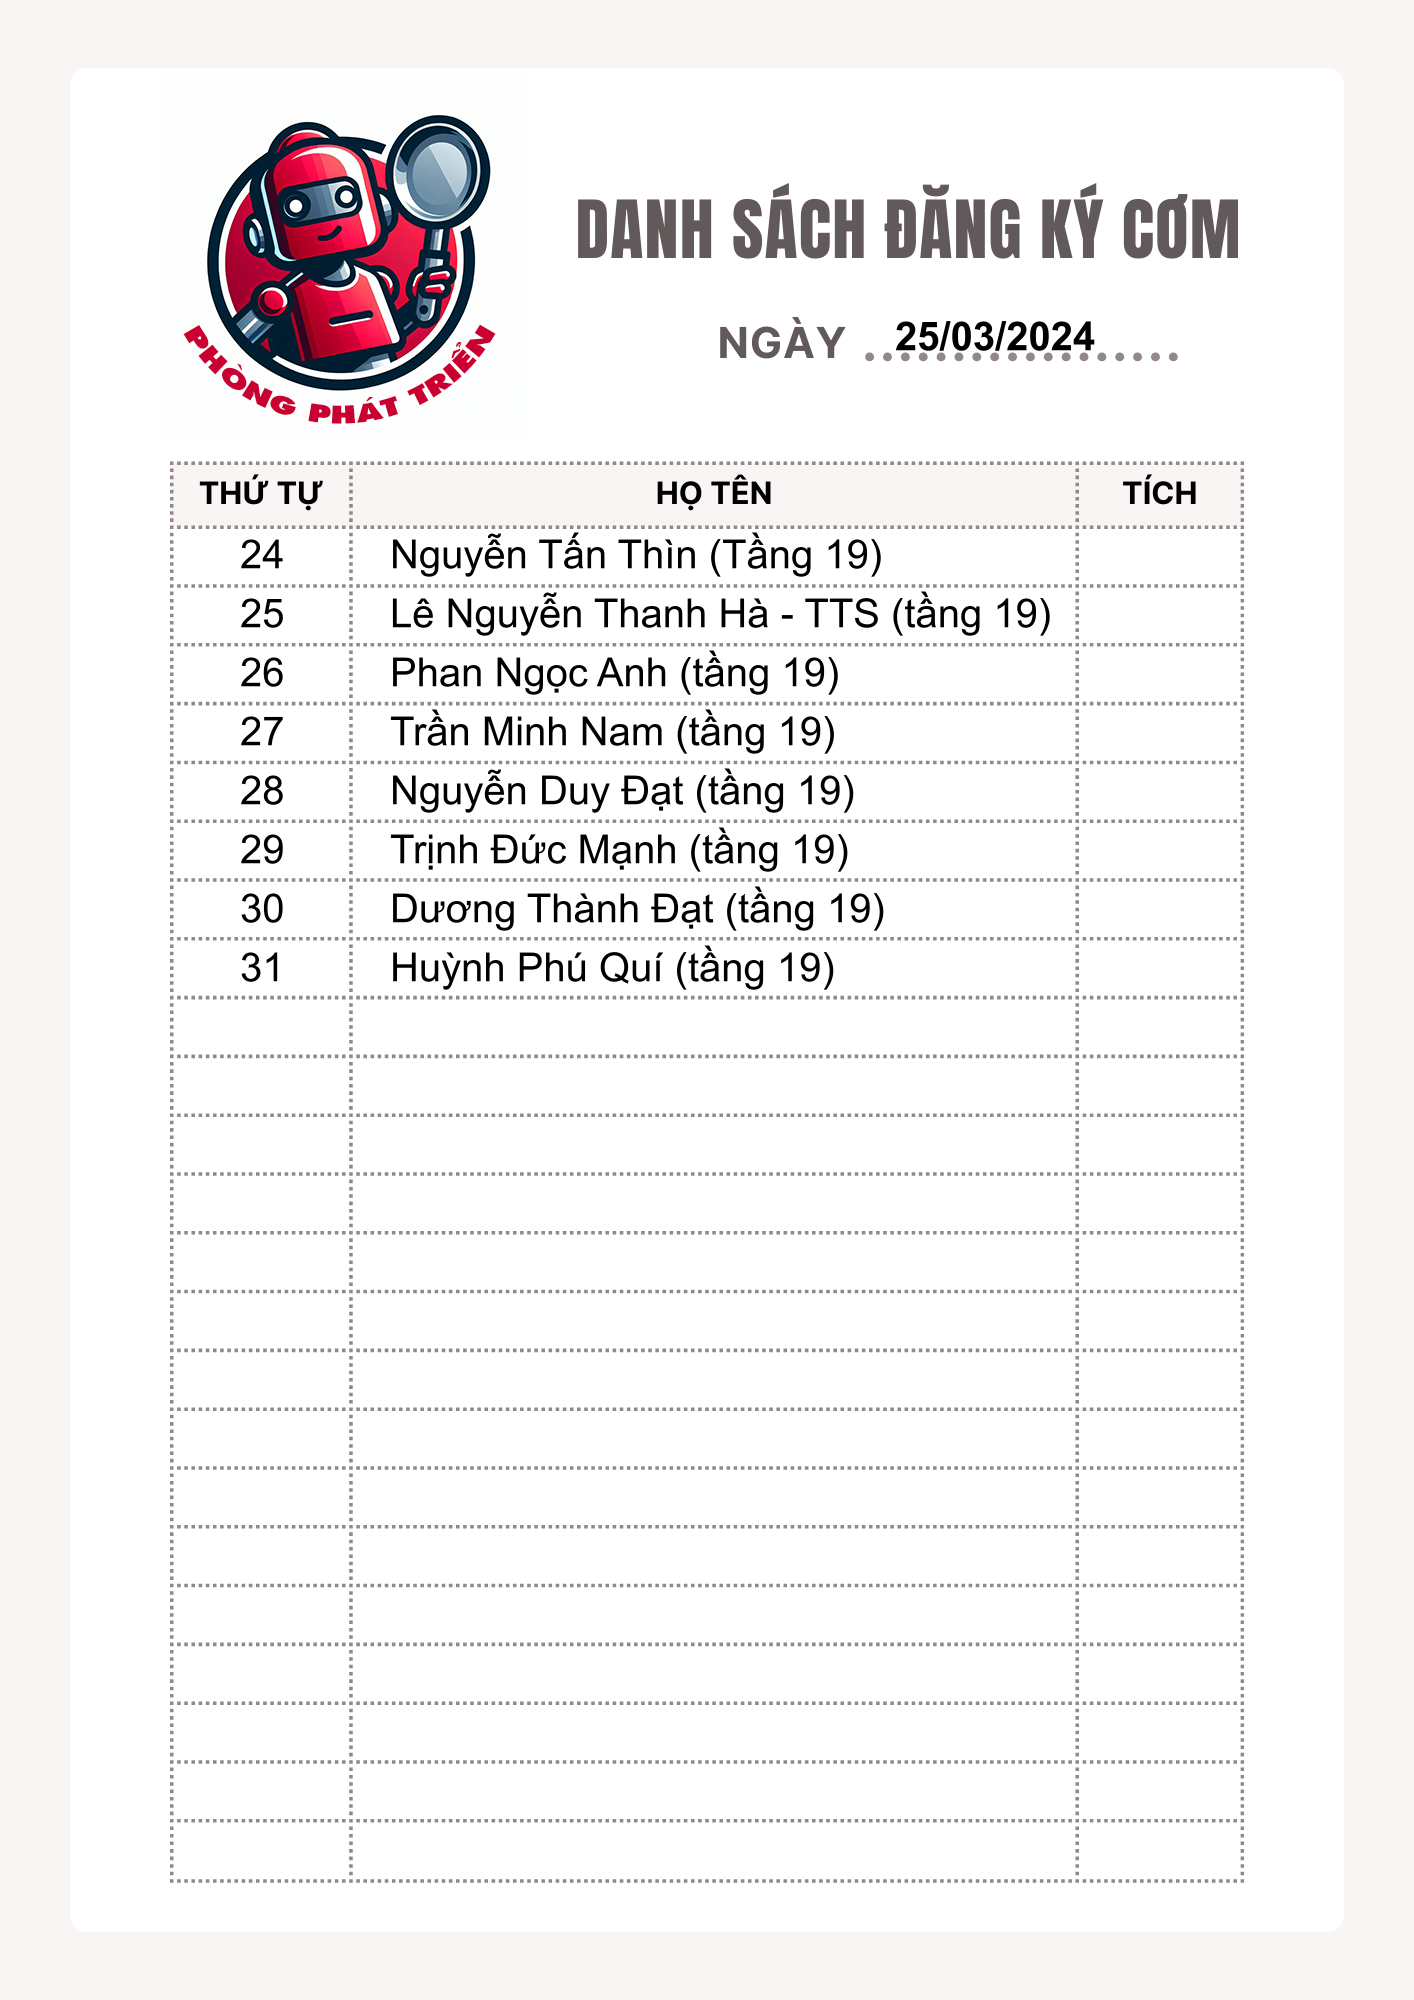 PHÒNG PHÁT TRIỂN
DANH SÁCH ĐĂNG KÝ CƠM
NGÀY 25/03/2024
THỨ TỰ HỌ TÊN TÍCH
24 Nguyễn Tấn Thìn (Tầng 19)
25 Lê Nguyễn Thanh Hà - TTS (tầng 19)
26 Phan Ngọc Anh (tầng 19)
27 Trần Minh Nam (tầng 19)
28 Nguyễn Duy Đạt (tầng 19)
29 Trịnh Đức Mạnh (tầng 19)
30 Dương Thành Đạt (tầng 19)
31 Huỳnh Phú Quí (tầng 19)